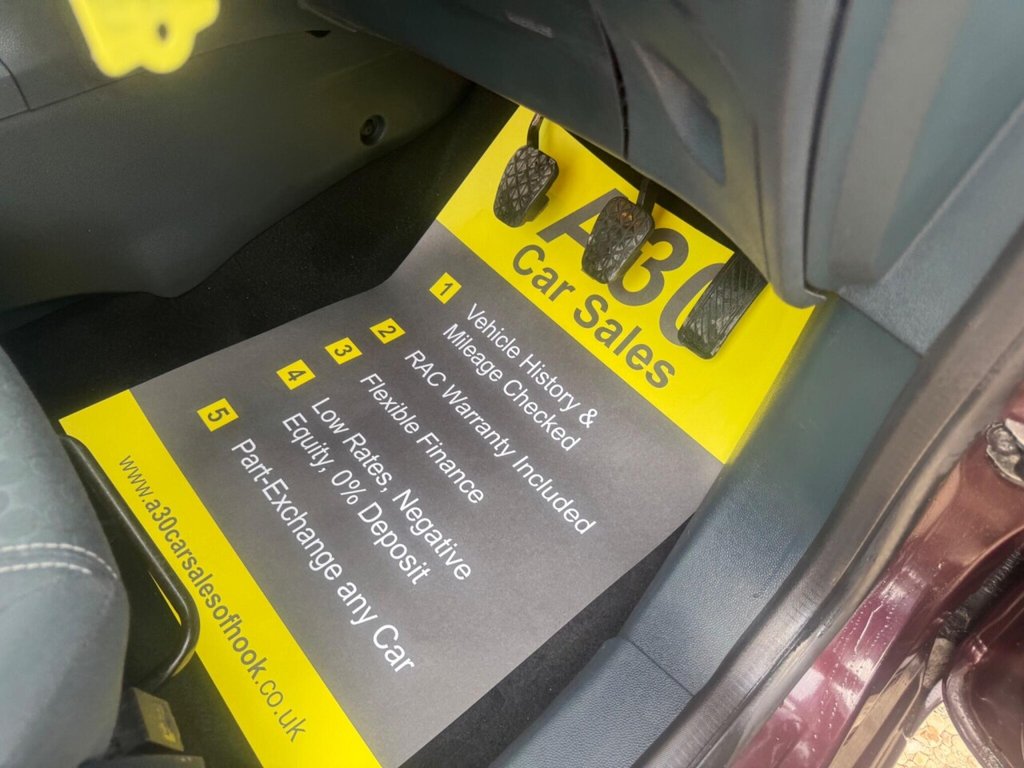 A30
Car Sales
1 Vehicle History &
Mileage Checked
2 RAC Warranty Included
3 Flexible Finance
4 Low Rates, Negative
Equity, 0% Deposit
5 Part-Exchange any Car
www.a30carsalesofhook.co.uk